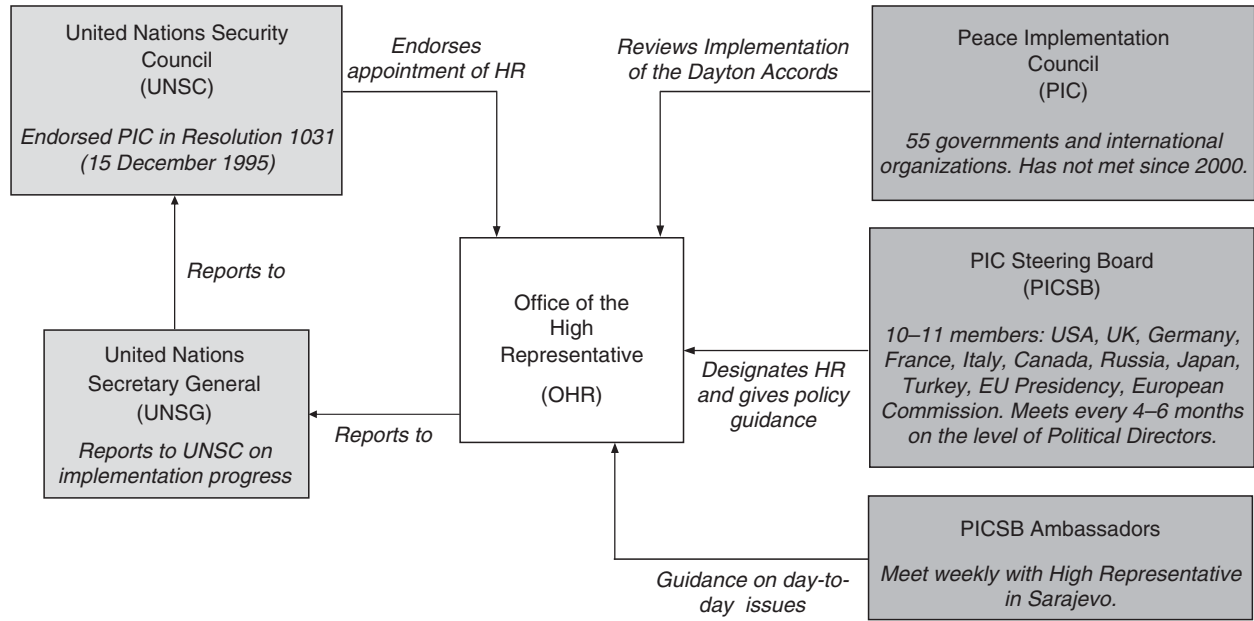 United Nations Security
Council
(UNSC)
Endorsed PIC in Resolution 1031
(15 December 1995)
Endorses
appointment of HR
Reviews Implementation
of the Dayton Accords
Peace Implementation
Council
(PIC)
55 governments and international
organizations. Has not met since 2000.
Reports to
Office of the
High
Representative
(OHR)
PIC Steering Board
(PICSB)
10–11 members: USA, UK, Germany,
France, Italy, Canada, Russia, Japan,
Turkey, EU Presidency, European
Commission. Meets every 4–6 months
on the level of Political Directors.
Designates HR
and gives policy
guidance
United Nations
Secretary General
(UNSG)
Reports to UNSC on
implementation progress
Reports to
PICSB Ambassadors
Meet weekly with High Representative
in Sarajevo.
Guidance on day-to-
day issues